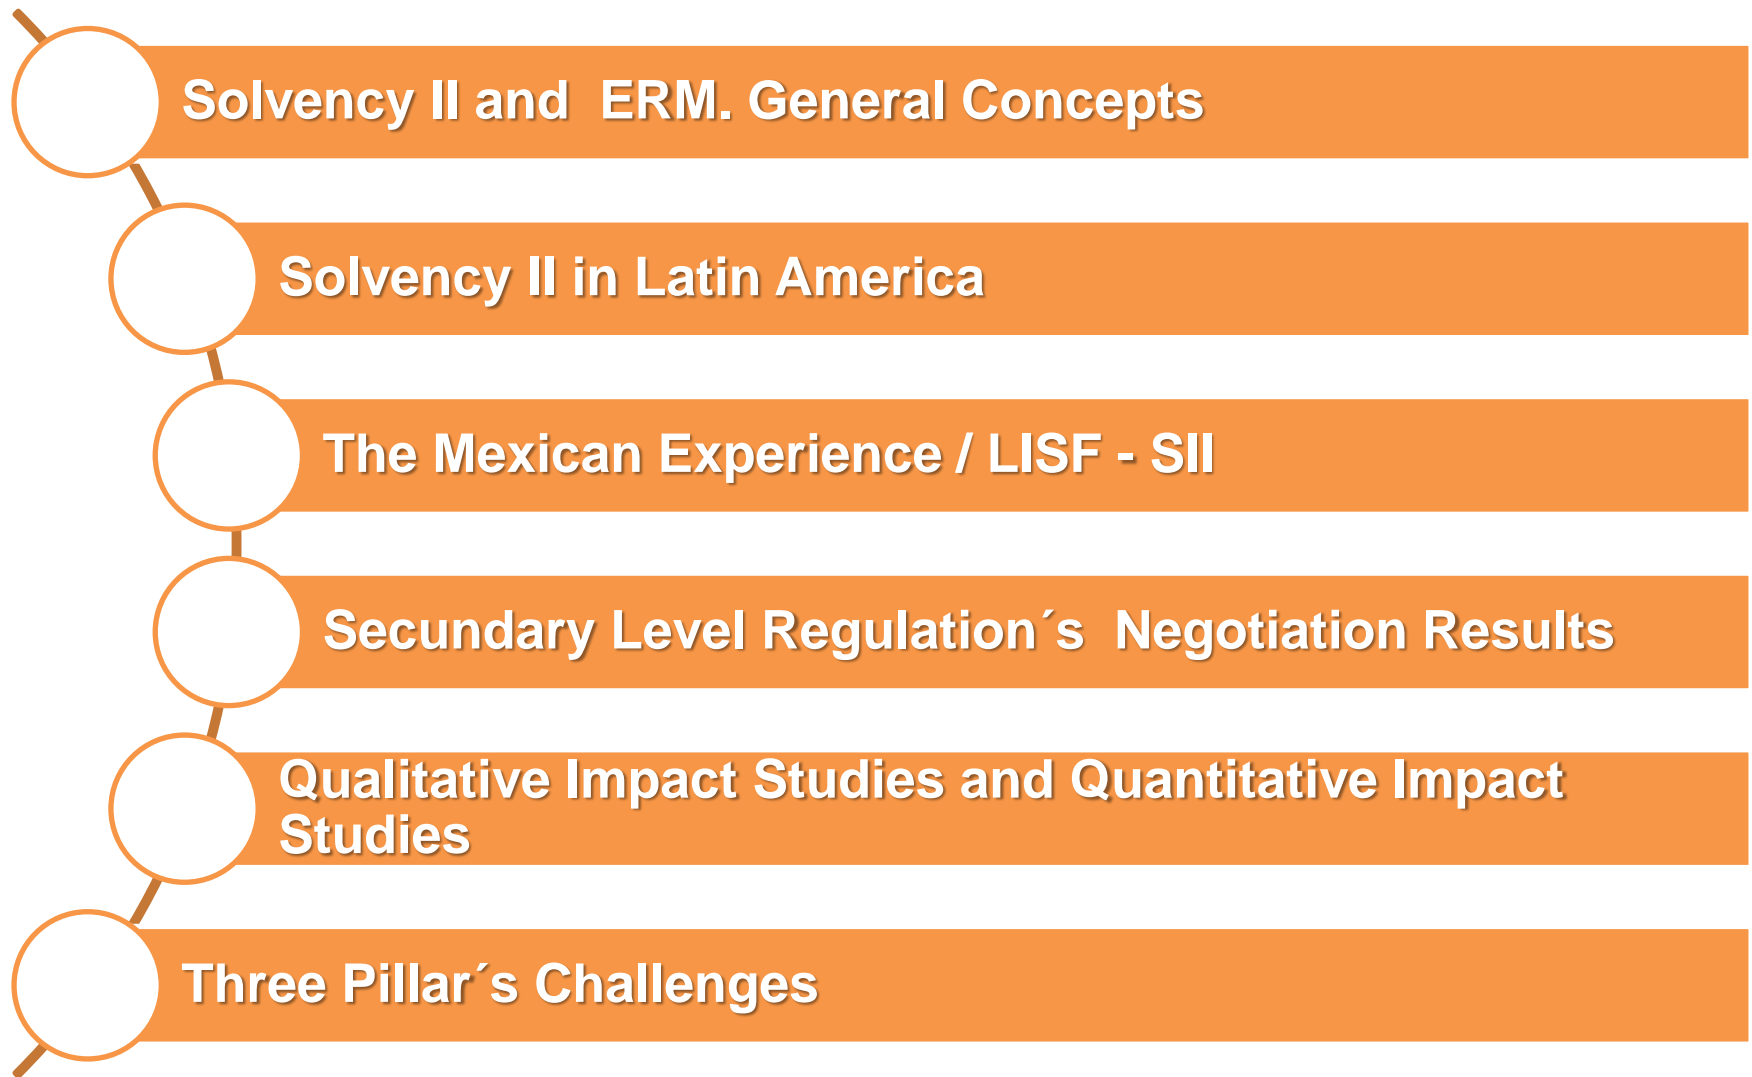 Solvency II and  ERM. General Concepts
Solvency II in Latin America
The Mexican Experience / LISF - SII
Secundary Level Regulation´s  Negotiation Results
Qualitative Impact Studies and Quantitative Impact
Studies
Three Pillar´s Challenges